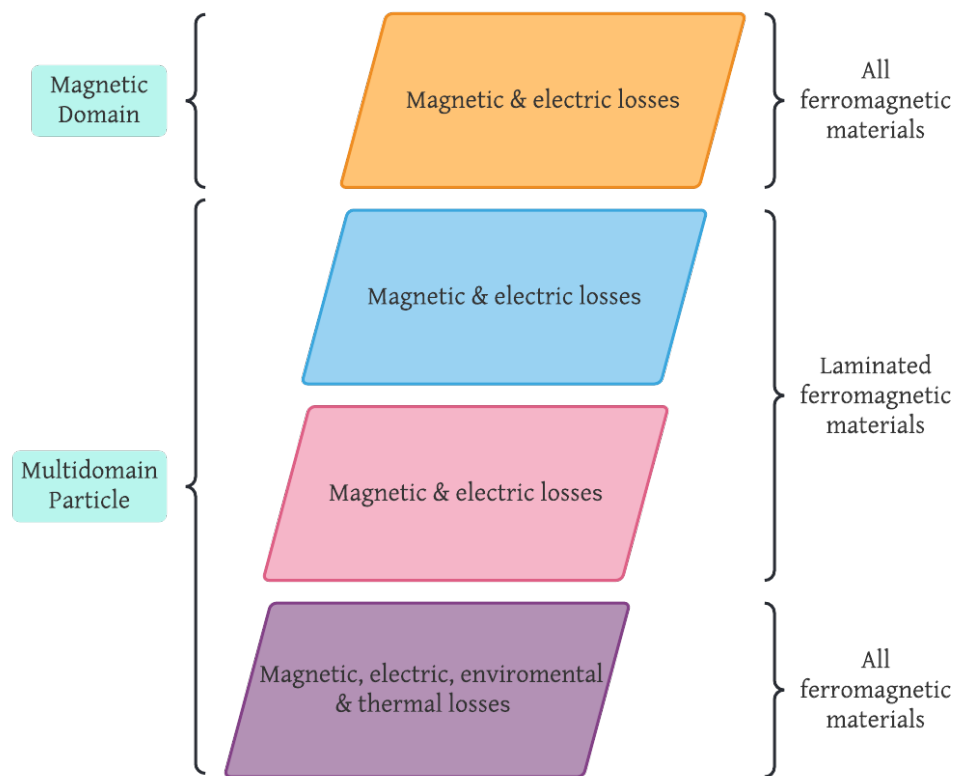 Magnetic
Domain
Magnetic & electric losses
All
ferromagnetic
materials
Magnetic & electric losses
Laminated
ferromagnetic
materials
Multidomain
Particle
Magnetic & electric losses
Magnetic, electric, enviromental
& thermal losses
All
ferromagnetic
materials